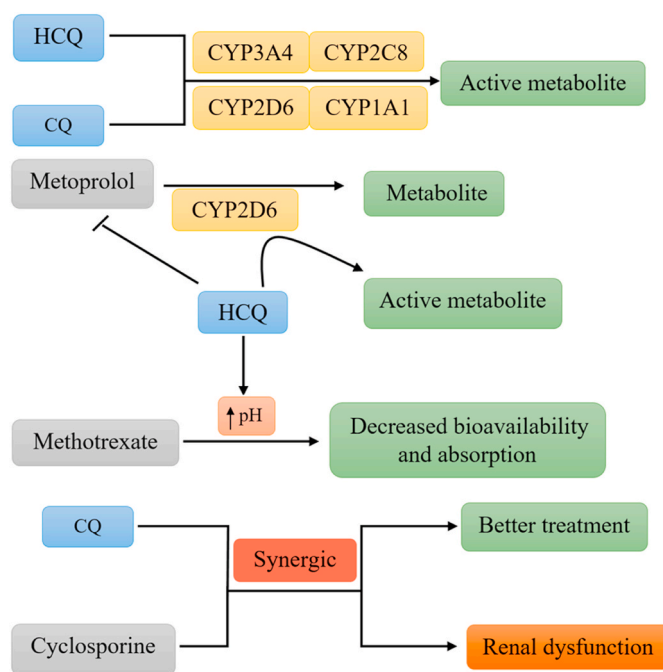 HCQ
CYP3A4
CYP2C8
Active metabolite
CQ
CYP2D6
CYP1A1
Metoprolol
CYP2D6
Metabolite
HCQ
Active metabolite
↑ pH
Methotrexate
Decreased bioavailability
and absorption
CQ
Synergic
Better treatment
Cyclosporine
Renal dysfunction